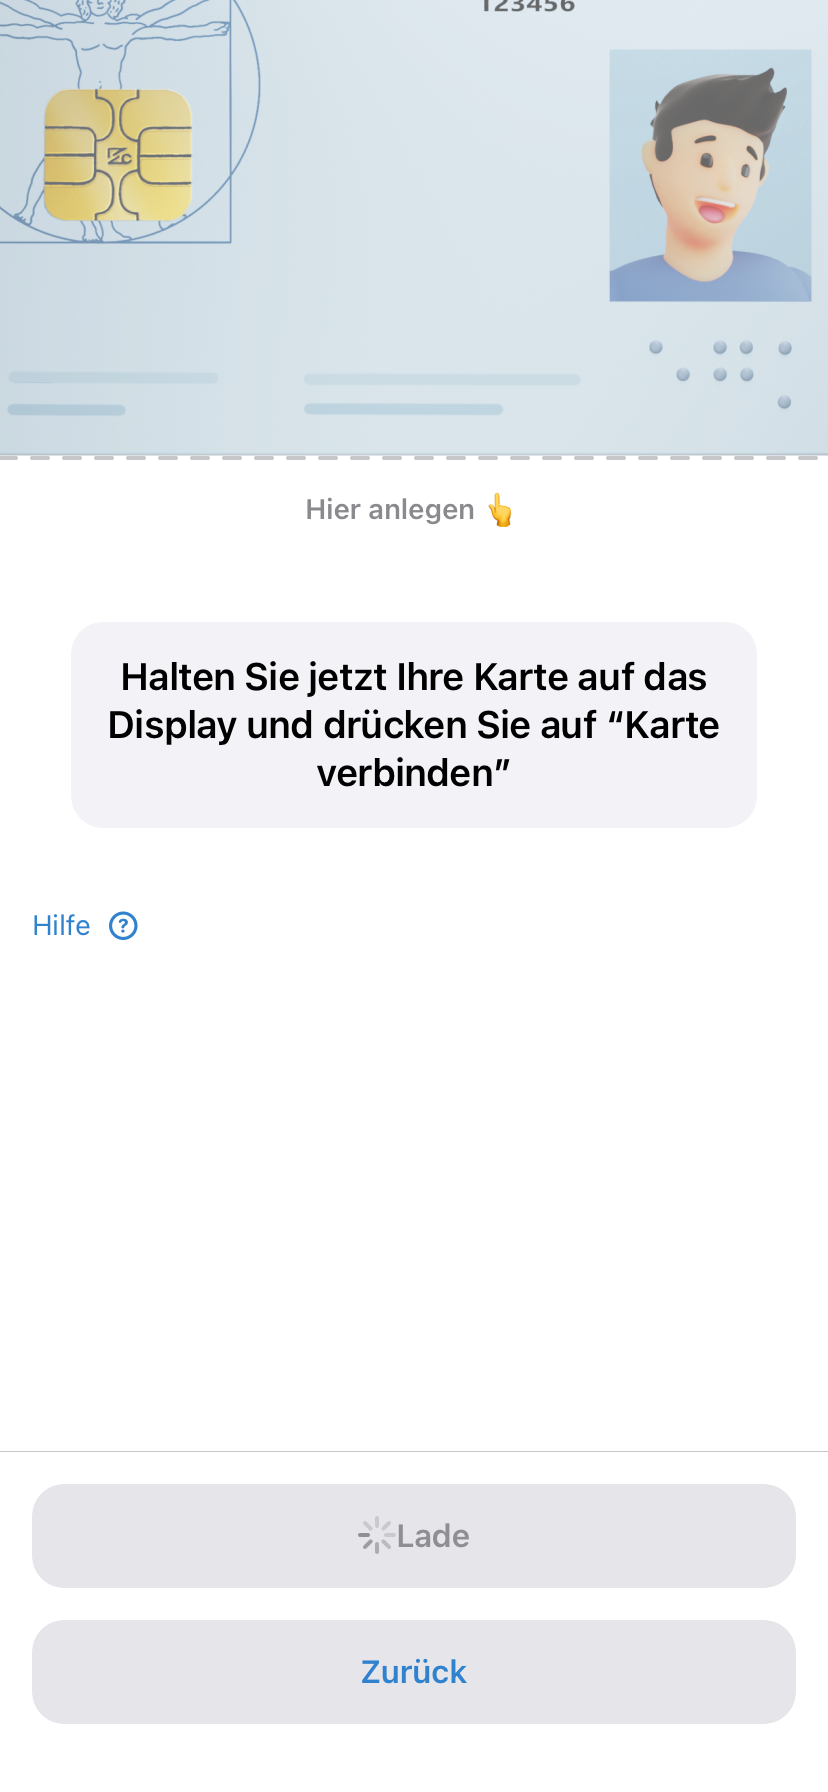 123456
Hier anlegen 👆
Halten Sie jetzt Ihre Karte auf das
Display und drücken Sie auf “Karte
verbinden”
Hilfe ?
Lade
Zurück